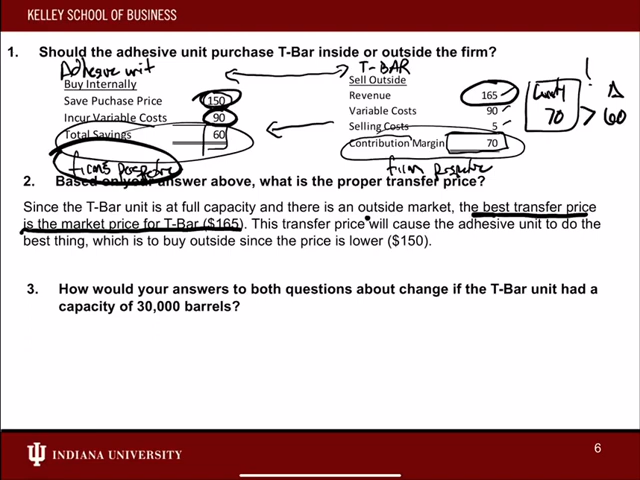 KELLEY SCHOOL OF BUSINESS
1. Should the adhesive unit purchase T-Bar inside or outside the firm?
Adhesive unit
T-BAR
Buy Internally
Save Puchase Price 150
Incur Variable Costs 90
Total Savings 60
Sell Outside
Revenue 165
Variable Costs 90
Selling Costs 5
Contribution Margin 70
70 > 60
firm's perspective
firm perspective
2. Based on your answer above, what is the proper transfer price?
Since the T-Bar unit is at full capacity and there is an outside market, the best transfer price
is the market price for T-Bar ($165). This transfer price will cause the adhesive unit to do the
best thing, which is to buy outside since the price is lower ($150).
3. How would your answers to both questions about change if the T-Bar unit had a
capacity of 30,000 barrels?
INDIANA UNIVERSITY
6